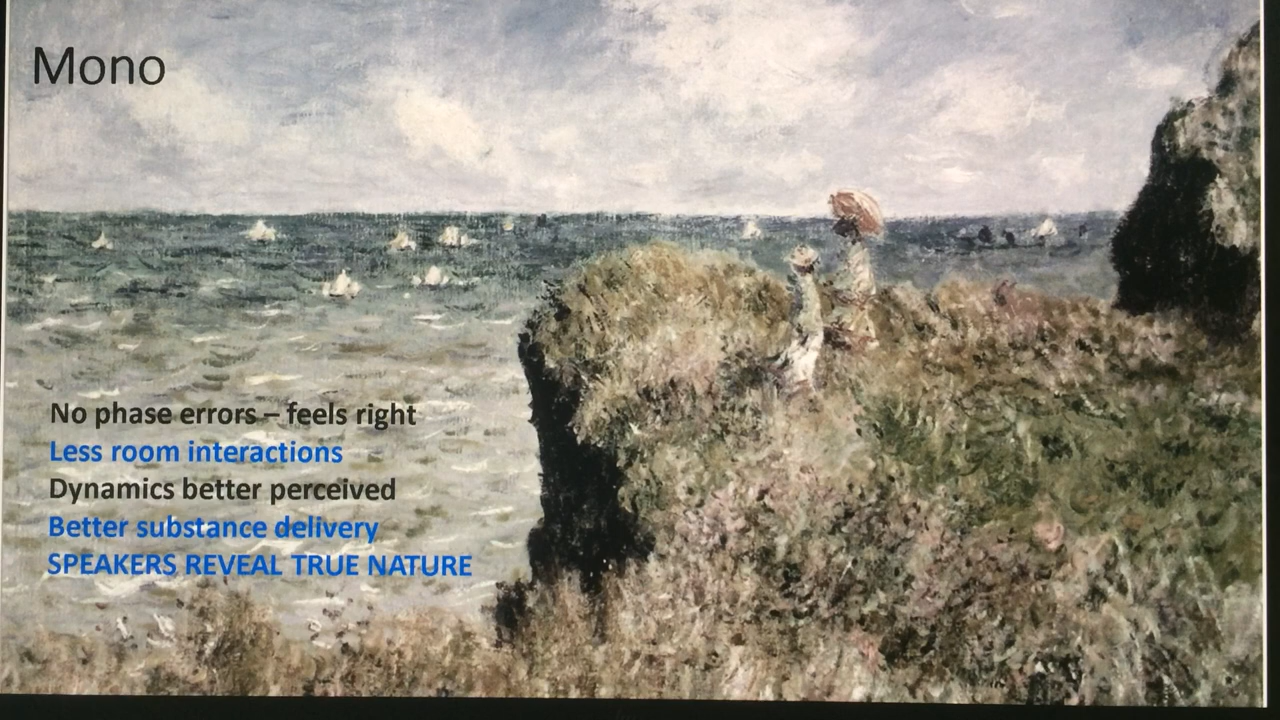 Mono
No phase errors – feels right
Less room interactions
Dynamics better perceived
Better substance delivery
SPEAKERS REVEAL TRUE NATURE